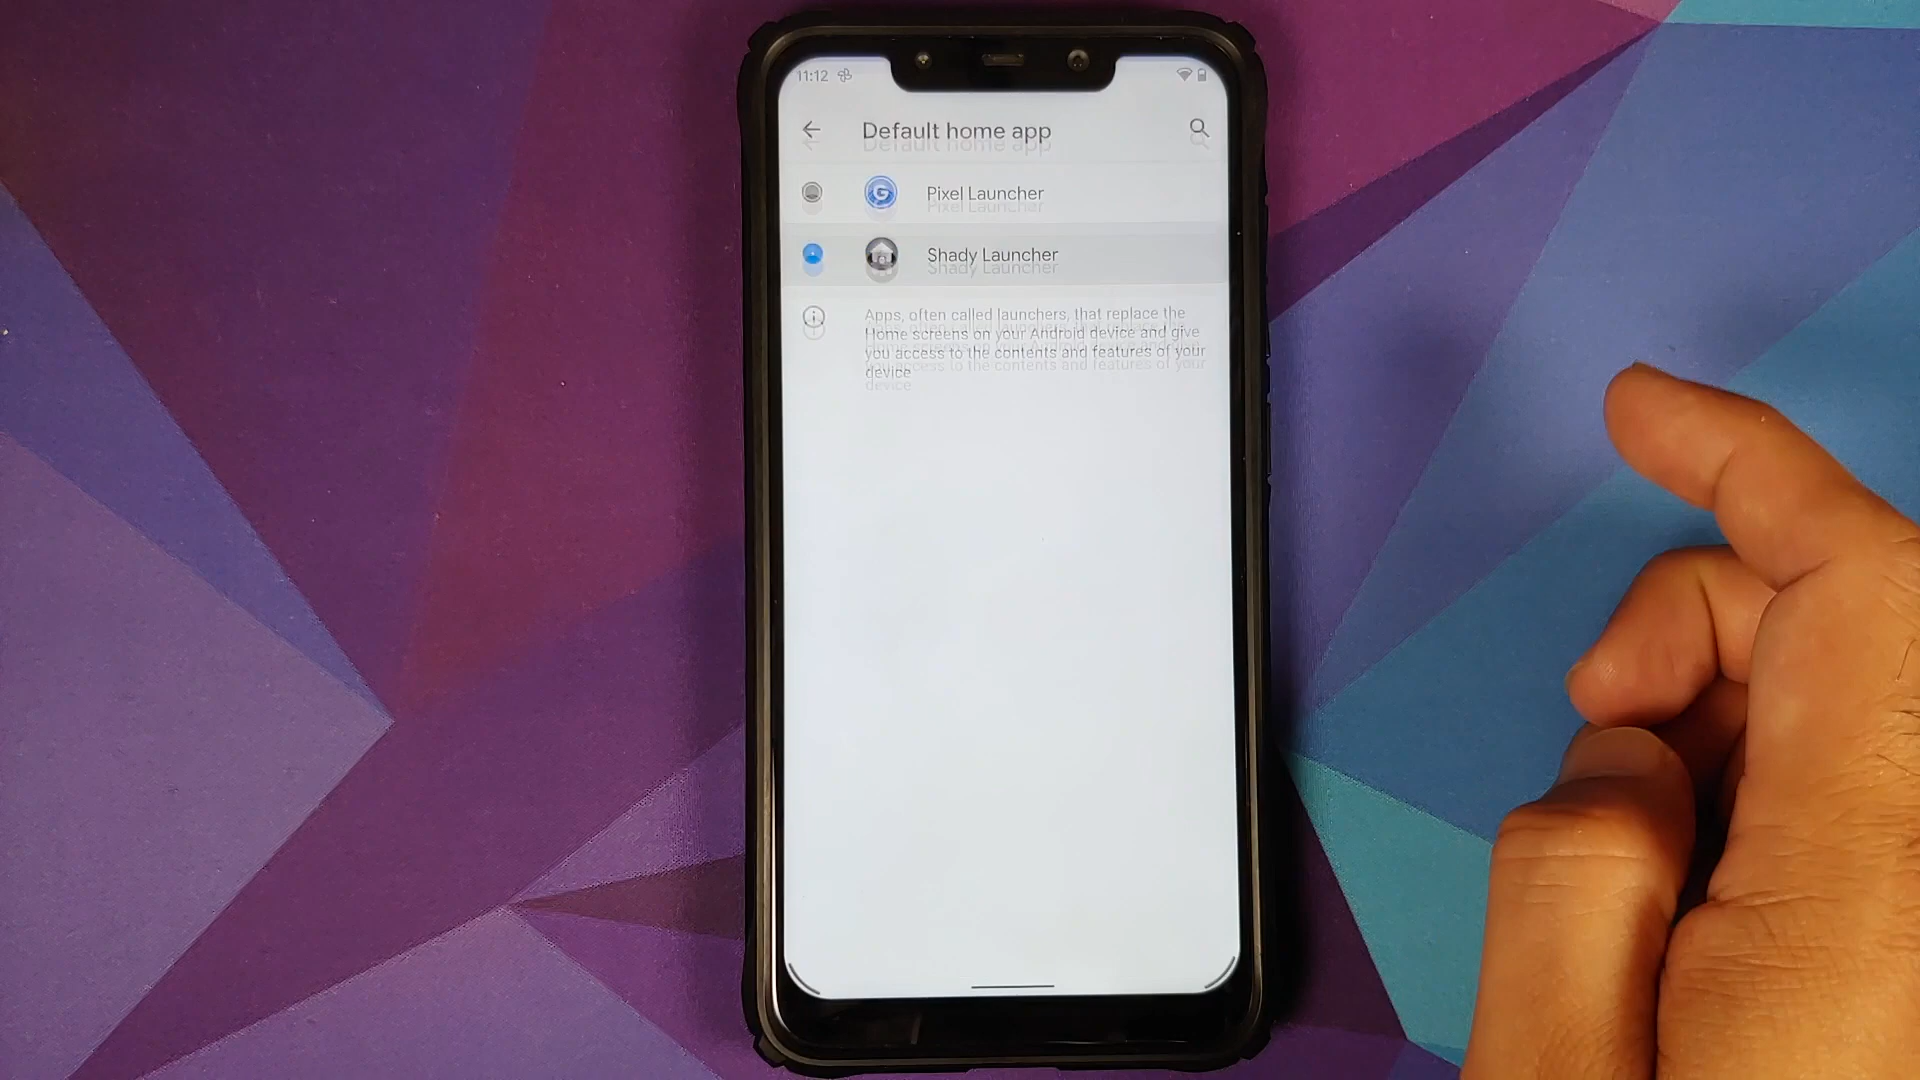 11:12
Default home app
Pixel Launcher
Shady Launcher
Apps, often called launchers, that replace the
Home screens on your Android device and give
you access to the contents and features of your
device